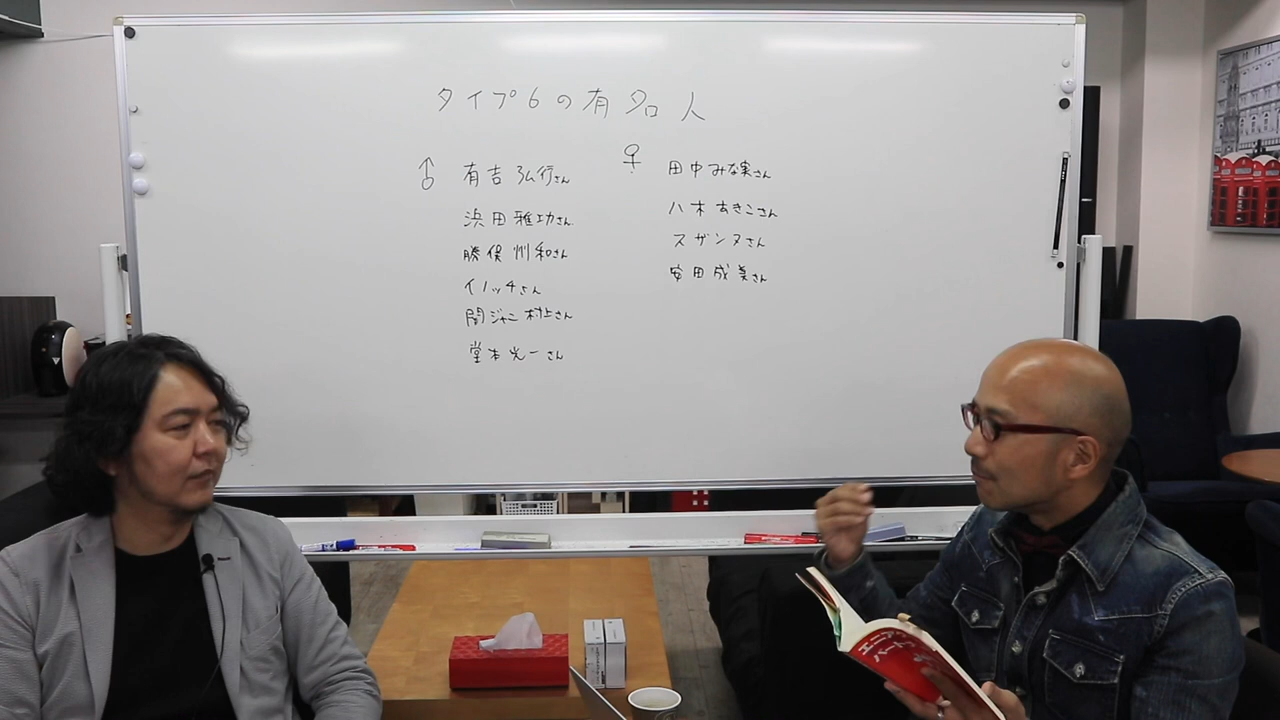 タイプ6の有名人
♂ 有吉弘行さん
浜田雅功さん
勝俣州和さん
イノッチさん
関ジャニ村上さん
堂本光一さん
♀ 田中みな実さん
八木あきこさん
スザンヌさん
安田成美さん